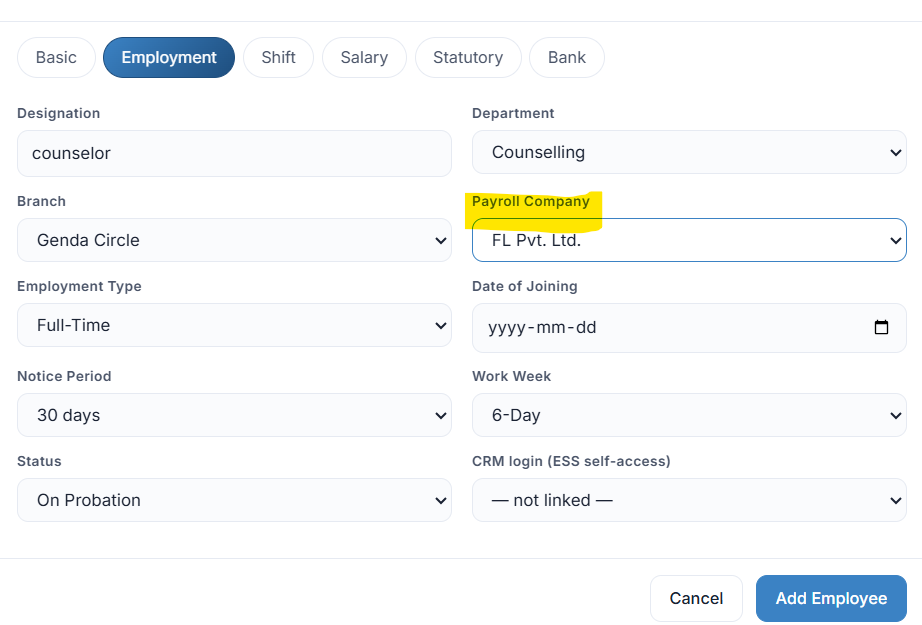 Basic Employment Shift Salary Statutory Bank
Designation Department
counselor Counselling
Branch Payroll Company
Genda Circle FL Pvt. Ltd.
Employment Type Date of Joining
Full-Time yyyy-mm-dd
Notice Period Work Week
30 days 6-Day
Status CRM login (ESS self-access)
On Probation — not linked —
Cancel Add Employee